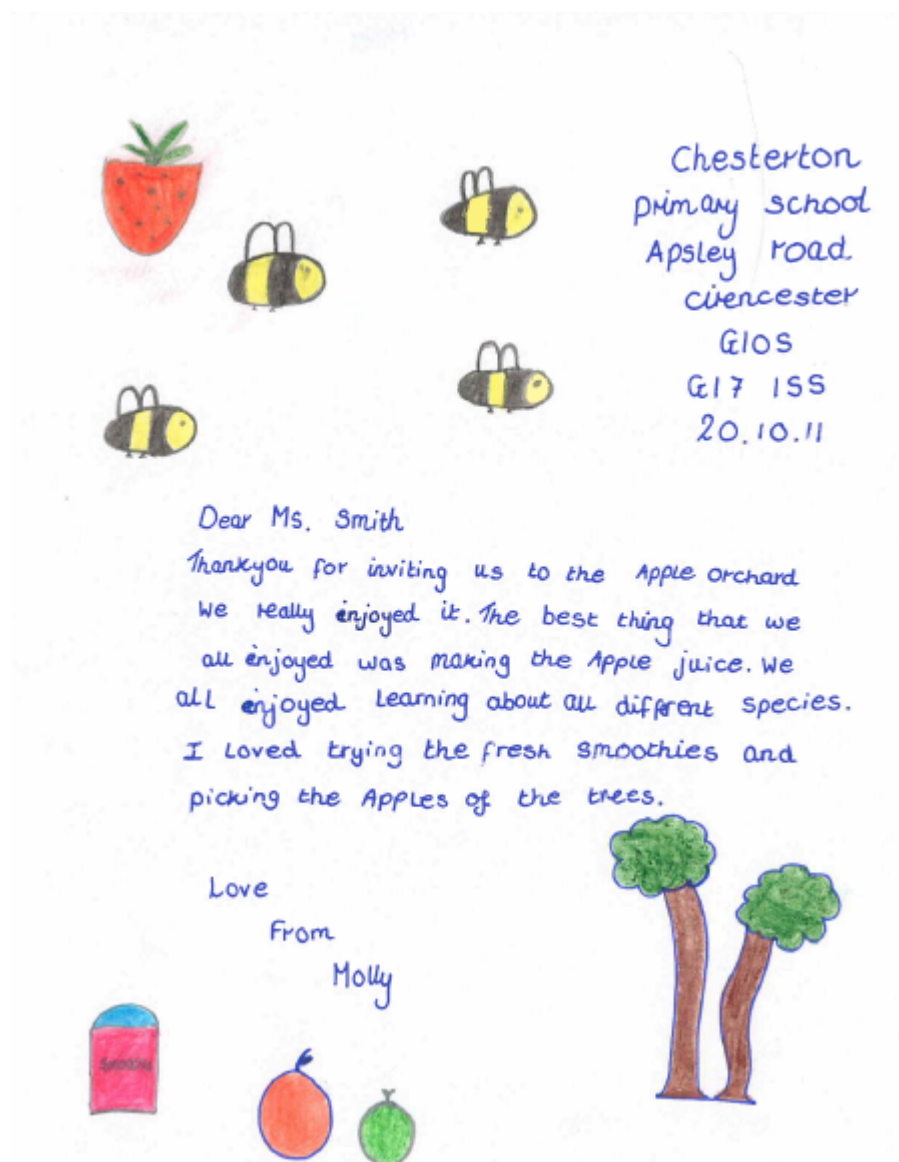 Chesterton
primary school
Apsley road
cirencester
GlOS
Gl7 1SS
20.10.11
Dear Ms. Smith
Thankyou for inviting us to the Apple orchard
We really enjoyed it. The best thing that we
all enjoyed was making the Apple juice. We
all enjoyed Learning about all different species.
I Loved trying the fresh smoothies and
picking the Apples of the trees.
Love
From
Molly
Smoothie